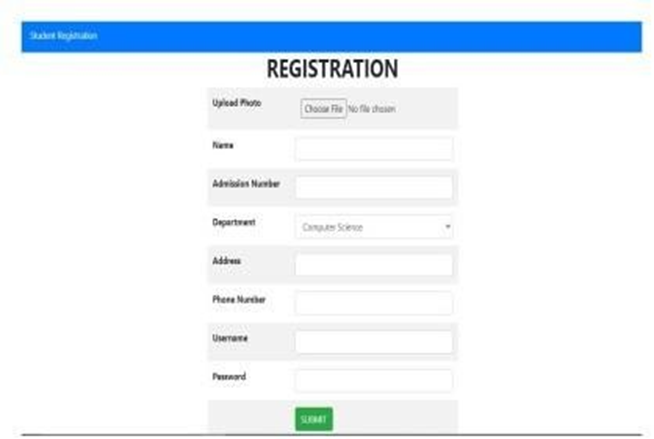 Student Registration
REGISTRATION
Upload Photo
Choose File No file chosen
Name
Admission Number
Department
Computer Science
Address
Phone Number
Username
Password
SUBMIT